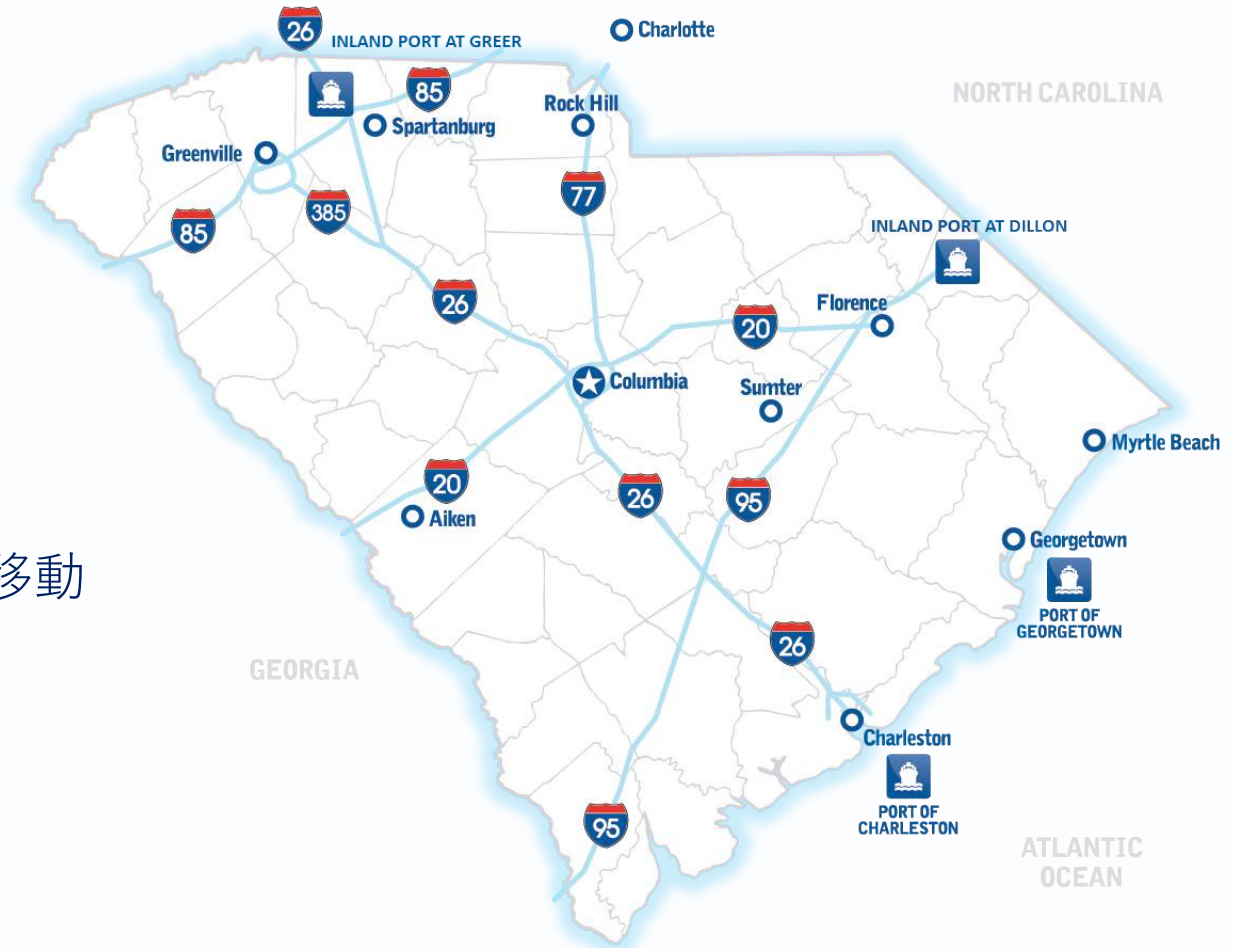 26
INLAND PORT AT GREER
Charlotte
85
NORTH CAROLINA
Rock Hill
Spartanburg
Greenville
77
385
85
INLAND PORT AT DILLON
26
Florence
20
Columbia
Sumter
Myrtle Beach
20
26
95
Aiken
Georgetown
移動
PORT OF
GEORGETOWN
26
GEORGIA
Charleston
PORT OF
CHARLESTON
95
ATLANTIC
OCEAN